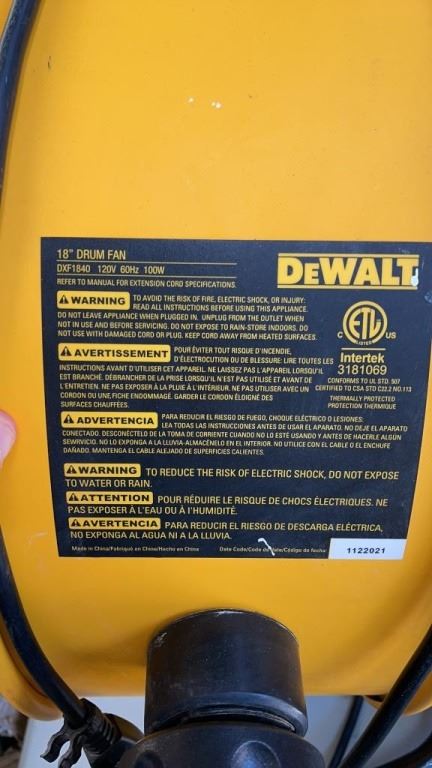 18" DRUM FAN
DXF1840 120V 60Hz 100W
REFER TO MANUAL FOR EXTENSION CORD SPECIFICATIONS.
DEWALT
WARNING TO AVOID THE RISK OF FIRE, ELECTRIC SHOCK, OR INJURY:
READ ALL INSTRUCTIONS BEFORE USING THIS APPLIANCE.
DO NOT LEAVE APPLIANCE WHEN PLUGGED IN. UNPLUG FROM THE OUTLET WHEN
NOT IN USE AND BEFORE SERVICING. DO NOT EXPOSE TO RAIN-STORE INDOORS. DO
NOT USE WITH DAMAGED CORD OR PLUG. KEEP CORD AWAY FROM HEATED SURFACES.
AVERTISSEMENT POUR ÉVITER TOUT RISQUE D'INCENDIE,
D'ÉLECTROCUTION OU DE BLESSURE: LIRE TOUTES LES
INSTRUCTIONS AVANT D'UTILISER CET APPAREIL. NE LAISSEZ PAS L'APPAREIL LORSQU'IL
EST BRANCHÉ. DÉBRANCHER DE LA PRISE LORSQU'IL N'EST PAS UTILISÉ ET AVANT DE
L'ENTRETIEN. NE PAS EXPOSER À LA PLUIE À L'INTÉRIEUR. NE PAS UTILISER AVEC UN
CORDON OU UNE FICHE ENDOMMAGÉ. GARDER LE CORDON ÉLOIGNÉ DES
SURFACES CHAUFFÉES.
C ETL US
LISTED
Intertek
3181069
CONFORMS TO UL STD. 507
CERTIFIED TO CSA STD C22.2 NO.113
THERMALLY PROTECTED
PROTECTION THERMIQUE
ADVERTENCIA PARA REDUCIR EL RIESGO DE FUEGO, CHOQUE ELÉCTRICO O LESIONES:
LEA TODAS LAS INSTRUCCIONES ANTES DE USAR EL APARATO. NO DEJE EL APARATO
CONECTADO. DESCONÉCTELO DE LA TOMA DE CORRIENTE CUANDO NO LO ESTÉ USANDO Y ANTES DE HACERLE ALGÚN
SEWRIVICIO. NO LO EXPONGA A LA LLUVIA-ALMACÉNELO EN EL INTERIOR. NO UTILICE CON EL CABLE O EL ENCHUFE
DAÑADO. MANTENGA EL CABLE ALEJADO DE SUPERFICIES CALIENTES.
WARNING TO REDUCE THE RISK OF ELECTRIC SHOCK, DO NOT EXPOSE
TO WATER OR RAIN.
ATTENTION POUR RÉDUIRE LE RISQUE DE CHOCS ÉLECTRIQUES. NE
PAS EXPOSER À L'EAU OU À L'HUMIDITÉ.
AVERTENCIA PARA REDUCIR EL RIESGO DE DESCARGA ELÉCTRICA,
NO EXPONGA AL AGUA NI A LA LLUVIA.
Made in China/Fabriqué en Chine/Hecho en China
Date Code/Code de date/Código de fecha: 1122021